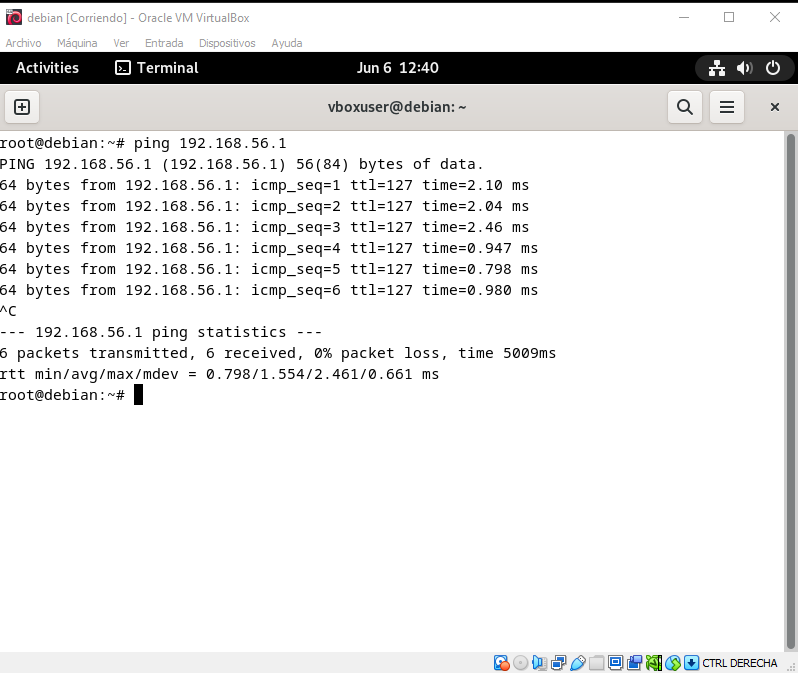 debian [Corriendo] - Oracle VM VirtualBox
Archivo Máquina Ver Entrada Dispositivos Ayuda
Activities Terminal Jun 6 12:40
vboxuser@debian: ~
root@debian:~# ping 192.168.56.1
PING 192.168.56.1 (192.168.56.1) 56(84) bytes of data.
64 bytes from 192.168.56.1: icmp_seq=1 ttl=127 time=2.10 ms
64 bytes from 192.168.56.1: icmp_seq=2 ttl=127 time=2.04 ms
64 bytes from 192.168.56.1: icmp_seq=3 ttl=127 time=2.46 ms
64 bytes from 192.168.56.1: icmp_seq=4 ttl=127 time=0.947 ms
64 bytes from 192.168.56.1: icmp_seq=5 ttl=127 time=0.798 ms
64 bytes from 192.168.56.1: icmp_seq=6 ttl=127 time=0.980 ms
^C
--- 192.168.56.1 ping statistics ---
6 packets transmitted, 6 received, 0% packet loss, time 5009ms
rtt min/avg/max/mdev = 0.798/1.554/2.461/0.661 ms
root@debian:~#
CTRL DERECHA